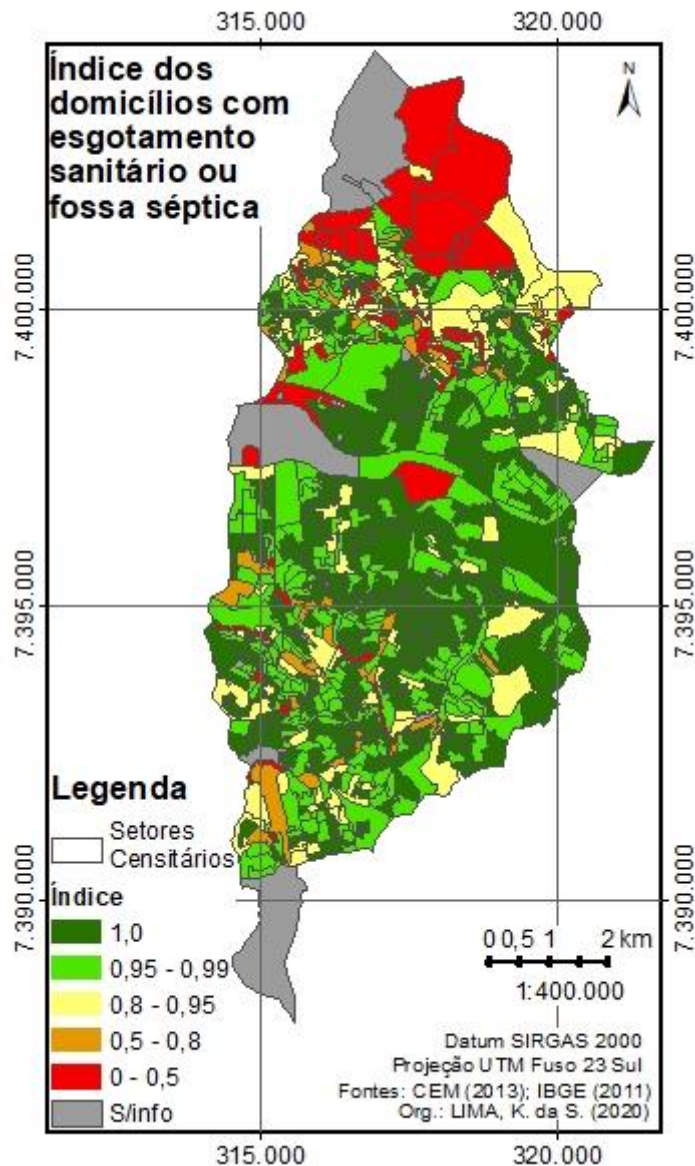 315.000 320.000
Índice dos
domicílios com
esgotamento
sanitário ou
fossa séptica
N
7.400.000
7.400.000
7.395.000
7.395.000
7.390.000
7.390.000
Legenda
Setores
Censitários
Índice
1,0
0,95 - 0,99
0,8 - 0,95
0,5 - 0,8
0 - 0,5
S/info
0 0,5 1 2 km
1:400.000
Datum SIRGAS 2000
Projeção UTM Fuso 23 Sul
Fontes: CEM (2013); IBGE (2011)
Org.: LIMA, K. da S. (2020)
315.000 320.000